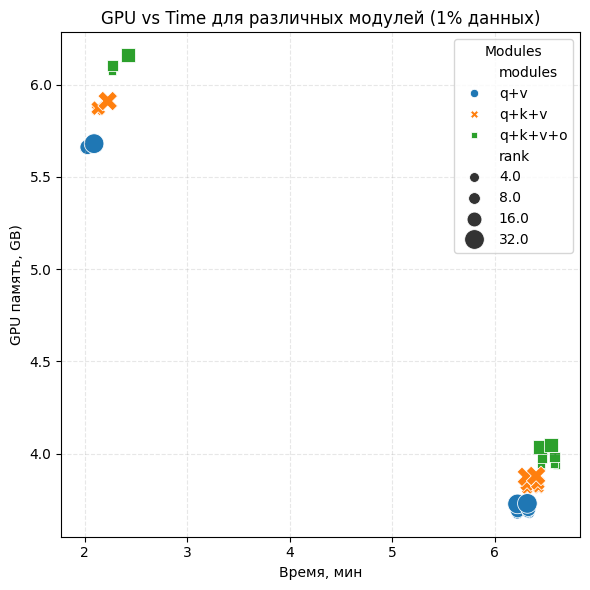 GPU vs Time для различных модулей (1% данных)
GPU память, GB)
6.0
5.5
5.0
4.5
4.0
2
3
4
5
6
Время, мин
Modules
modules
q+v
q+k+v
q+k+v+o
rank
4.0
8.0
16.0
32.0